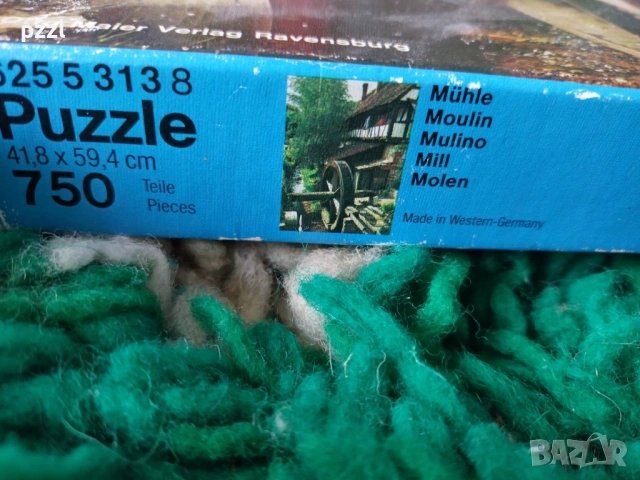 pzzl
Maier Verlag Ravensburg
625 5 313 8
Puzzle
41,8 x 59,4 cm
750 Teile
Pieces
Mühle
Moulin
Mulino
Mill
Molen
Made in Western-Germany
BAZAR